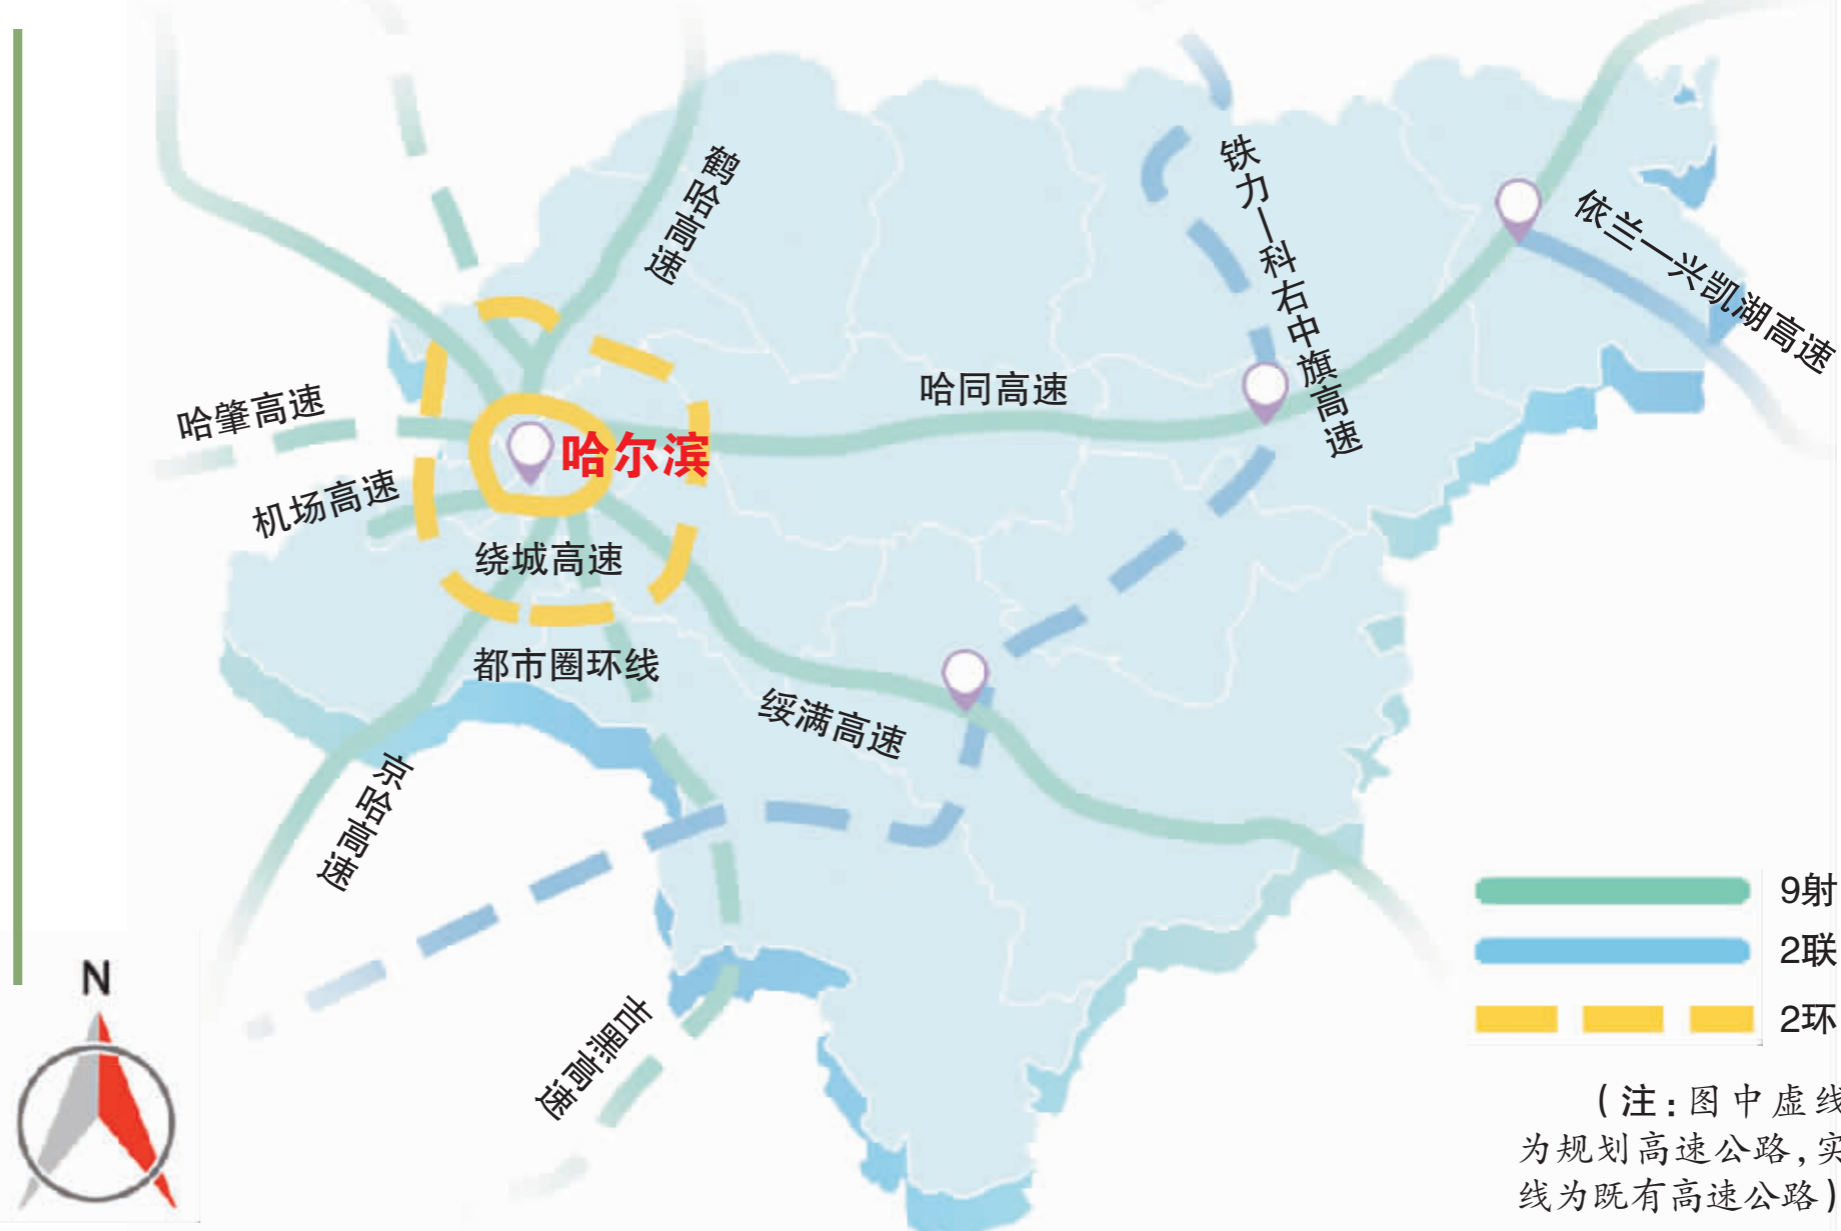 鹤哈高速
铁力—科右中旗高速
依兰—兴凯湖高速
哈肇高速
哈同高速
哈尔滨
机场高速
绕城高速
都市圈环线
绥满高速
京哈高速
吉黑高速
N
9射
2联
2环
（注：图中虚线
为规划高速公路，实
线为既有高速公路）